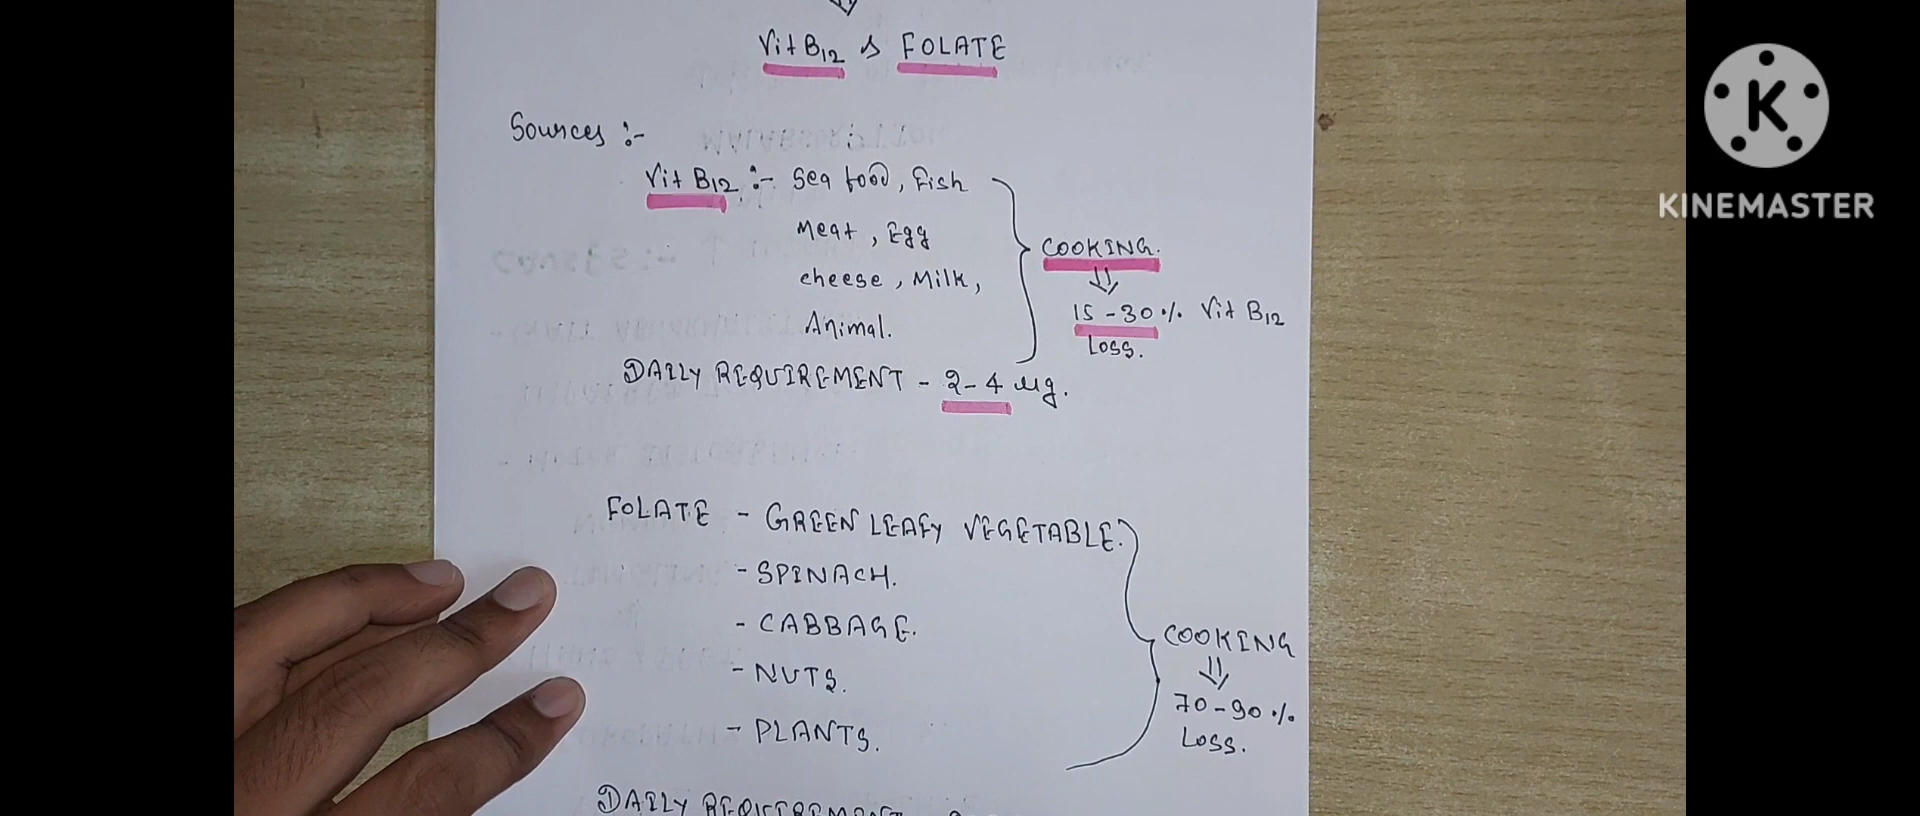 Vit B12 & FOLATE
Sources :-
Vit B12 :- Sea food, Fish
Meat, Egg
cheese, Milk,
Animal.
COOKING.
15-30% Vit B12
Loss.
DAILY REQUIREMENT - 2-4 μg.
FOLATE - GREEN LEAFY VEGETABLE.
- SPINACH.
- CABBAGE.
- NUTS.
- PLANTS.
COOKING
70-90%
Loss.
DAILY REQUIREMENT
K
KINEMASTER